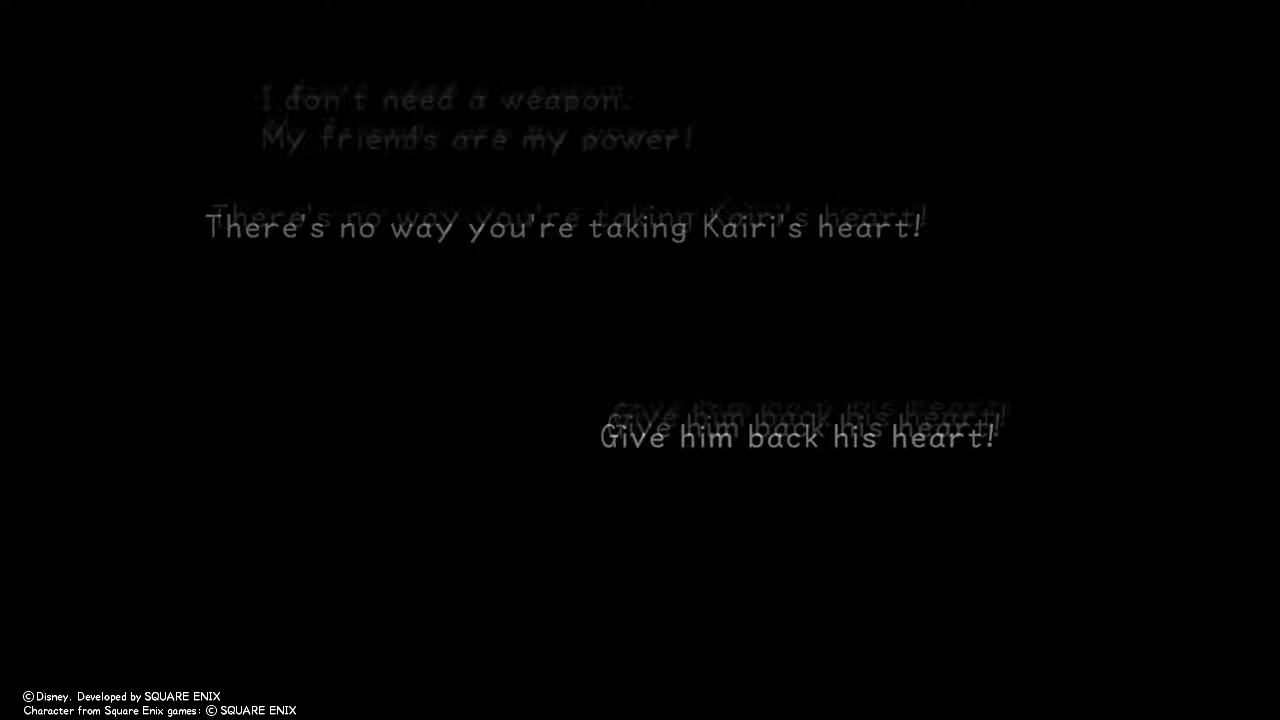 I don't need a weapon.
My friends are my power!
There's no way you're taking Kairi's heart!
Give him back his heart!
©Disney. Developed by SQUARE ENIX
Character from Square Enix games: © SQUARE ENIX